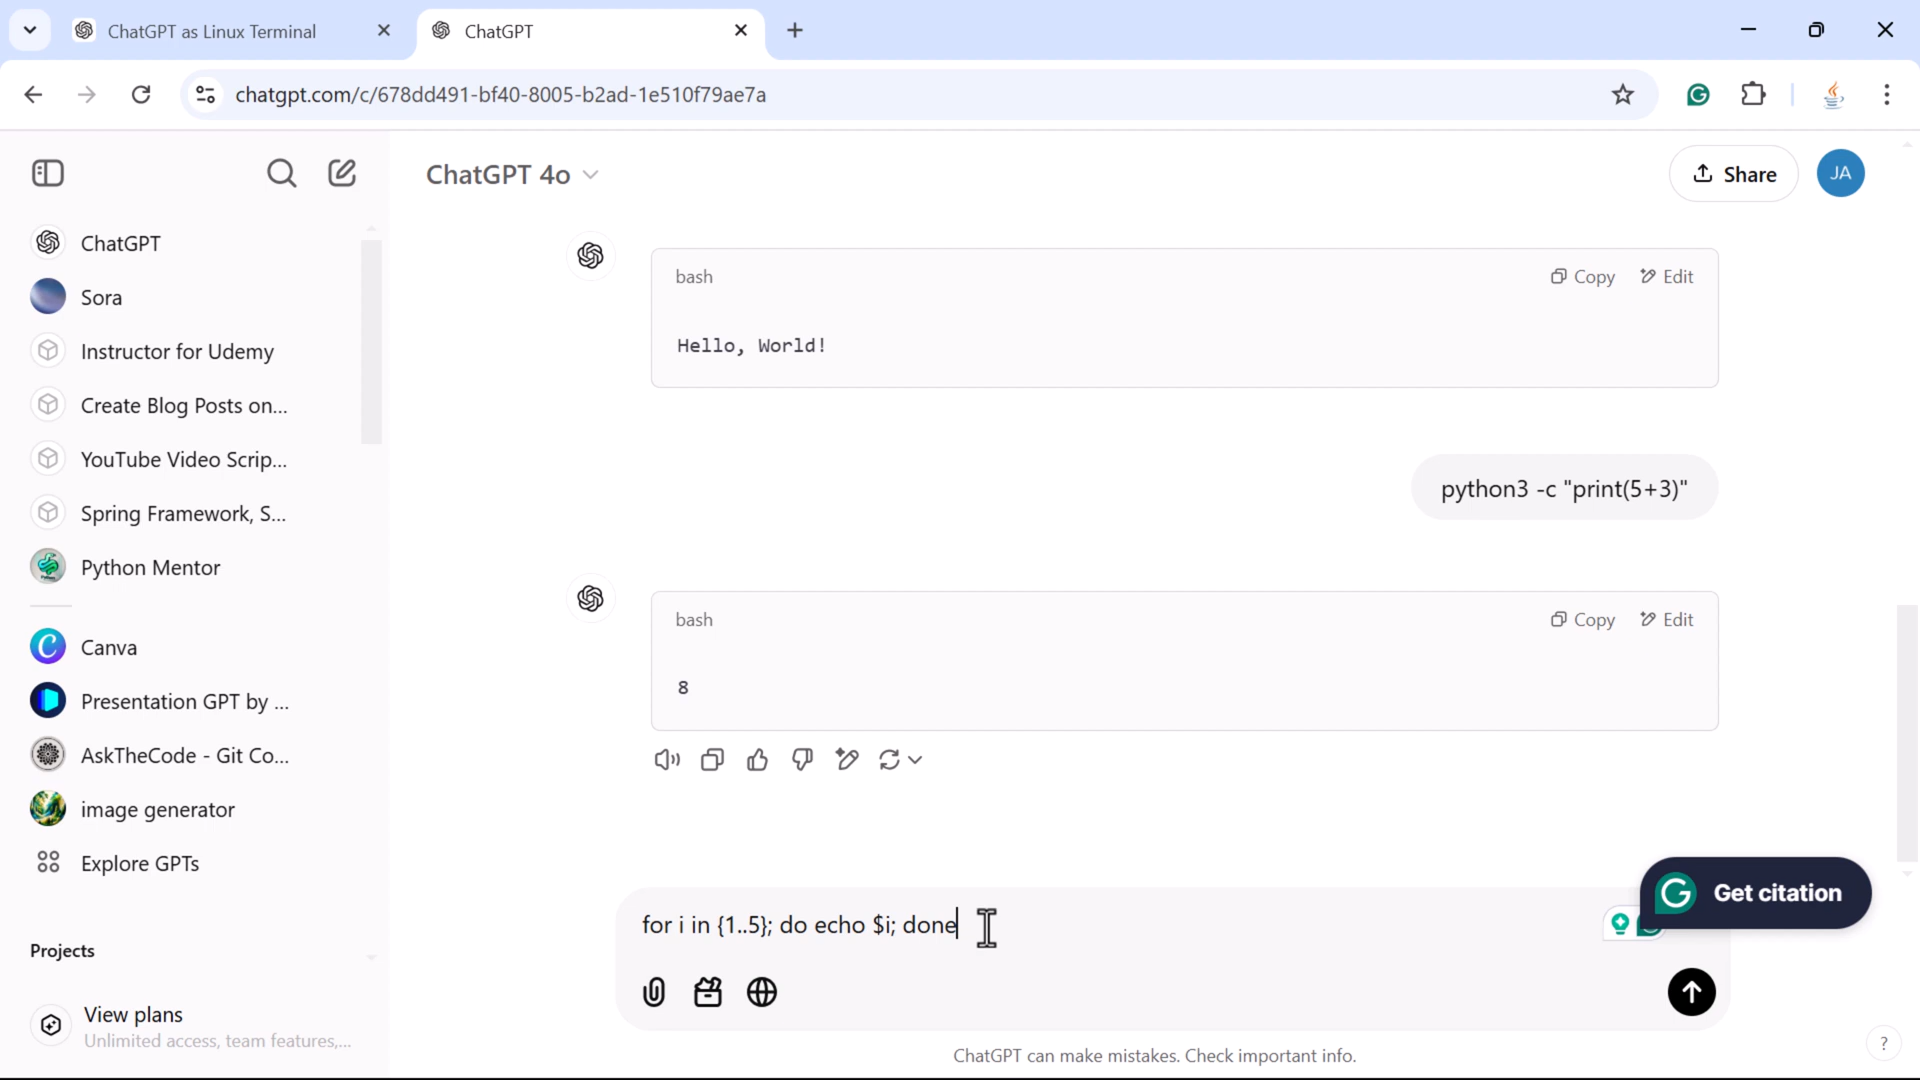 ChatGPT as Linux Terminal
ChatGPT
chatgpt.com/c/678dd491-bf40-8005-b2ad-1e510f79ae7a
ChatGPT 4o
Share
JA
ChatGPT
Sora
Instructor for Udemy
Create Blog Posts on...
YouTube Video Scrip...
Spring Framework, S...
Python Mentor
Canva
Presentation GPT by ...
AskTheCode - Git Co...
image generator
Explore GPTs
Projects
View plans
Unlimited access, team features,...
bash
Copy
Edit
Hello, World!
python3 -c "print(5+3)"
bash
Copy
Edit
8
Get citation
for i in {1..5}; do echo $i; done
ChatGPT can make mistakes. Check important info.
?